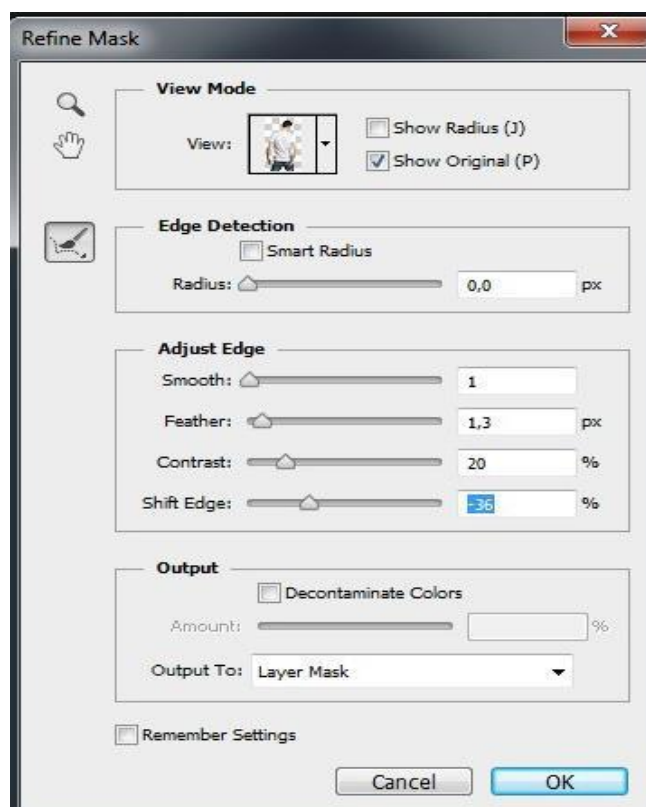 Refine Mask
View Mode
View:
Show Radius (J)
Show Original (P)
Edge Detection
Smart Radius
Radius: 0,0 px
Adjust Edge
Smooth: 1
Feather: 1,3 px
Contrast: 20 %
Shift Edge: -36 %
Output
Decontaminate Colors
Amount: %
Output To: Layer Mask
Remember Settings
Cancel OK